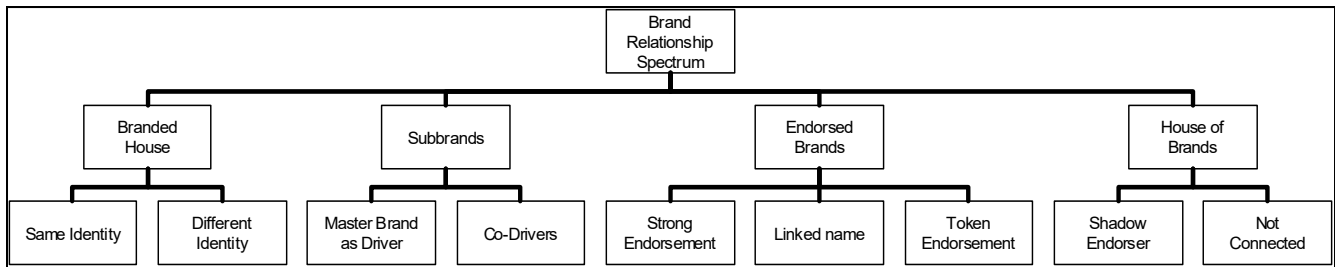 Brand
Relationship
Spectrum
Branded
House
Subbrands
Endorsed
Brands
House of
Brands
Same Identity
Different
Identity
Master Brand
as Driver
Co-Drivers
Strong
Endorsement
Linked name
Token
Endorsement
Shadow
Endorser
Not
Connected